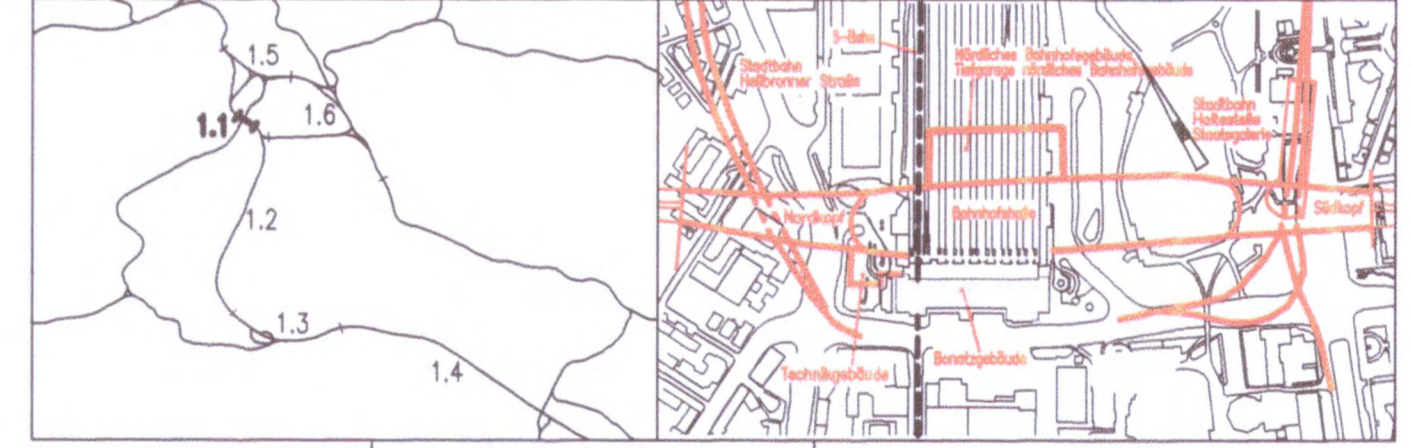 1.5
1.6
1.1
1.2
1.3
1.4
S-Bahn
Stadtbahn
Heilbronner Straße
Nördliches Bahnhofsgebäude,
Tiefgarage nördliches Bahnhofsgebäude
Stadtbahn
Haltestelle
Staatsgalerie
Nordkopf
Bahnhofshalle
Südkopf
Technikgebäude
Bonatzgebäude